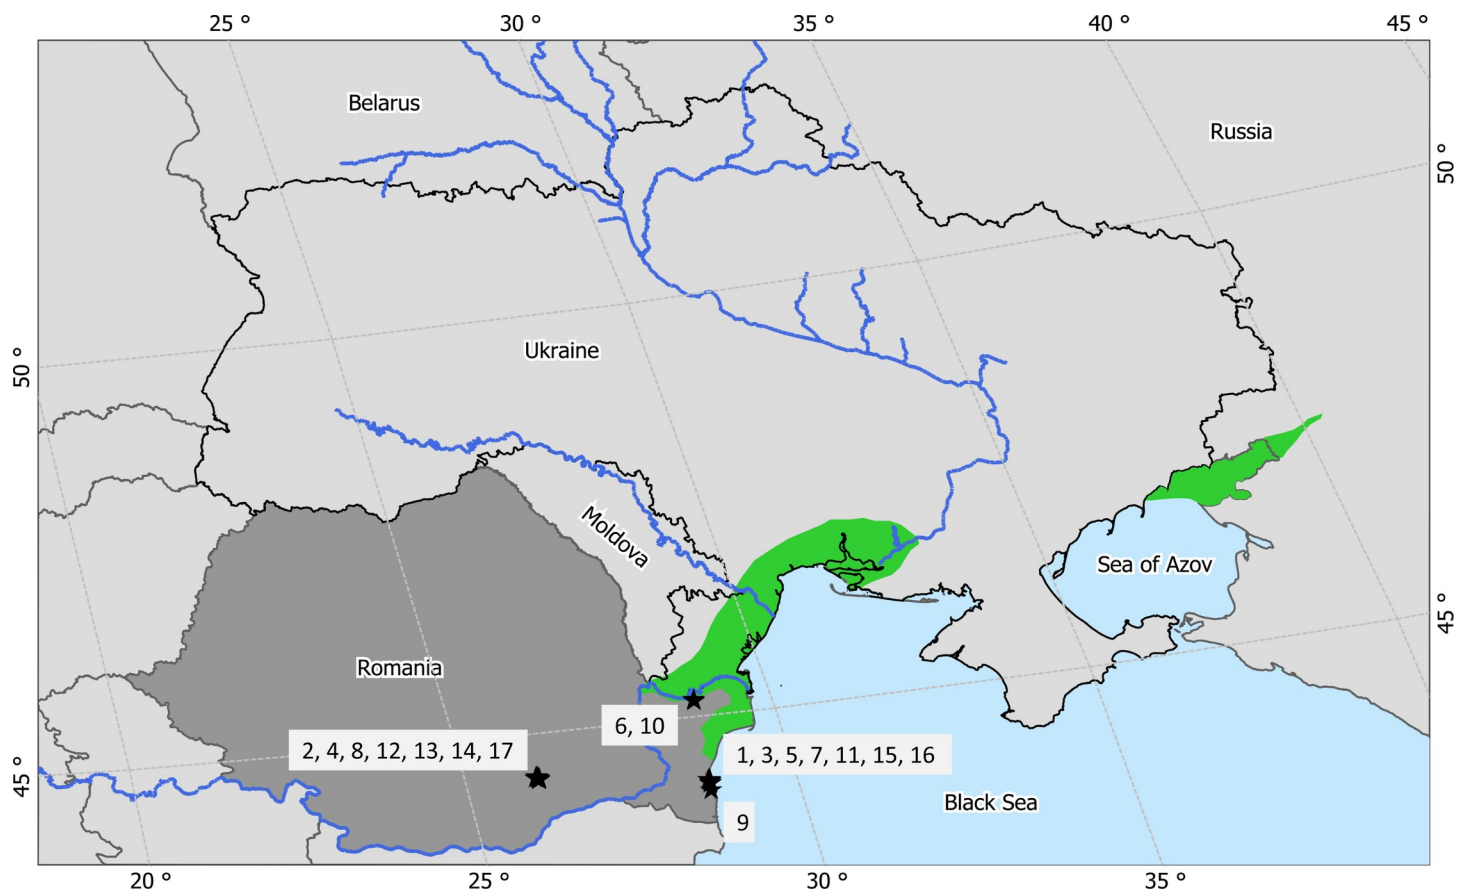 25 °
30 °
35 °
40 °
45 °
Belarus
Russia
50 °
50 °
Ukraine
Moldova
Sea of Azov
45 °
Romania
6, 10
2, 4, 8, 12, 13, 14, 17
1, 3, 5, 7, 11, 15, 16
45 °
Black Sea
9
20 °
25 °
30 °
35 °